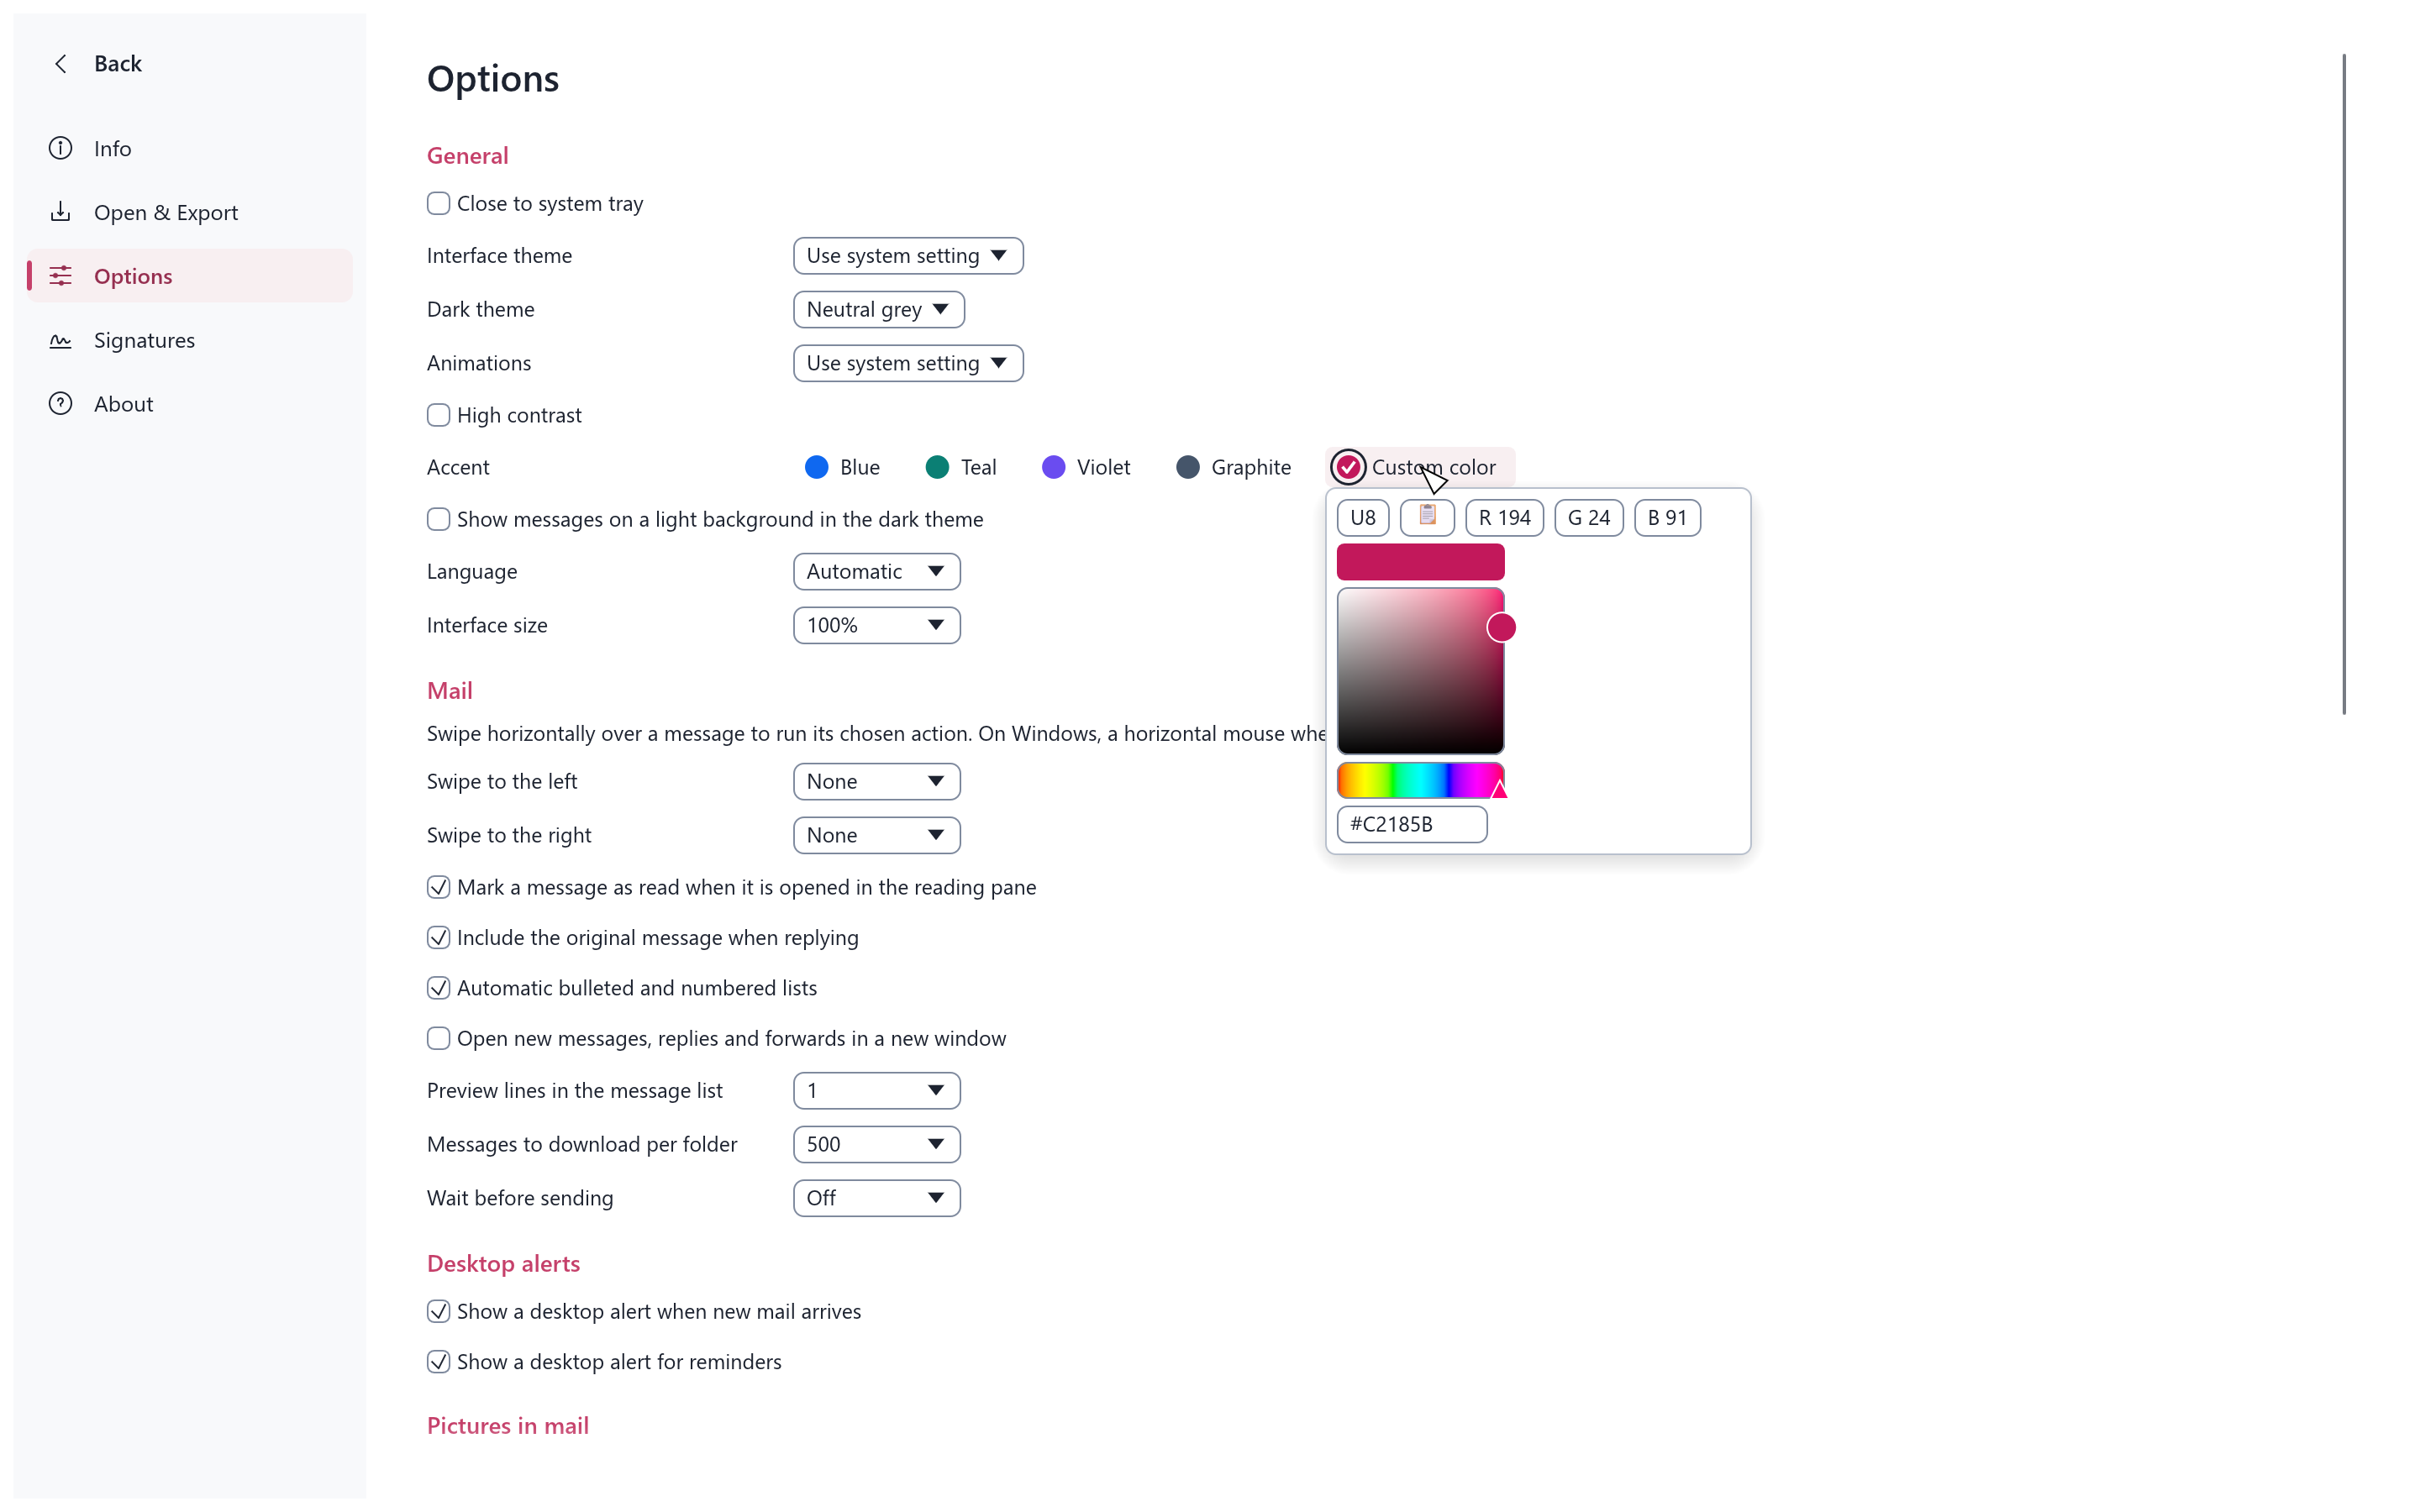 Back
Info
Open & Export
Options
Signatures
About
Options
General
Close to system tray
Interface theme Use system setting
Dark theme Neutral grey
Animations Use system setting
High contrast
Accent Blue Teal Violet Graphite Custom color
U8 R 194 G 24 B 91
Show messages on a light background in the dark theme
Language Automatic
Interface size 100%
Mail
Swipe horizontally over a message to run its chosen action. On Windows, a horizontal mouse
Swipe to the left None
Swipe to the right None
#C2185B
Mark a message as read when it is opened in the reading pane
Include the original message when replying
Automatic bulleted and numbered lists
Open new messages, replies and forwards in a new window
Preview lines in the message list 1
Messages to download per folder 500
Wait before sending Off
Desktop alerts
Show a desktop alert when new mail arrives
Show a desktop alert for reminders
Pictures in mail